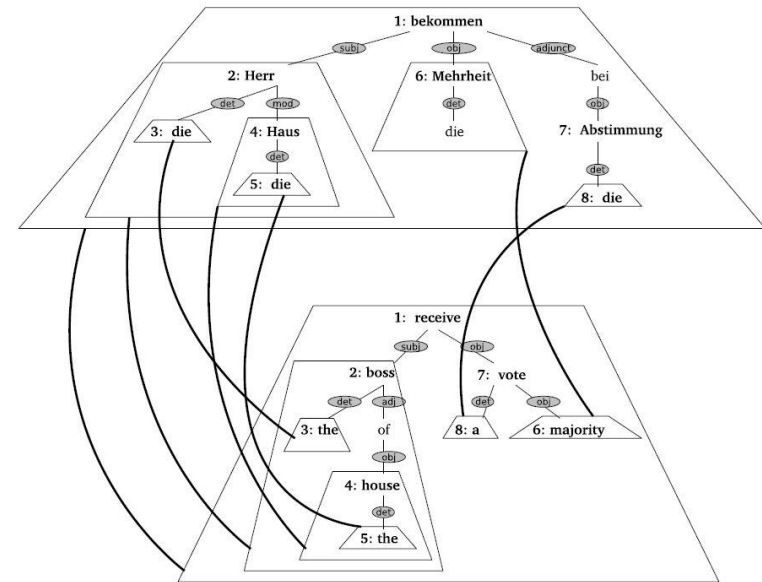 1: bekommen
subj obj adjunct
2: Herr 6: Mehrheit bei
det mod det obj
3: die 4: Haus die 7: Abstimmung
det det
5: die 8: die
1: receive
subj obj
2: boss 7: vote
det adj det obj
3: the of 8: a 6: majority
obj
4: house
det
5: the